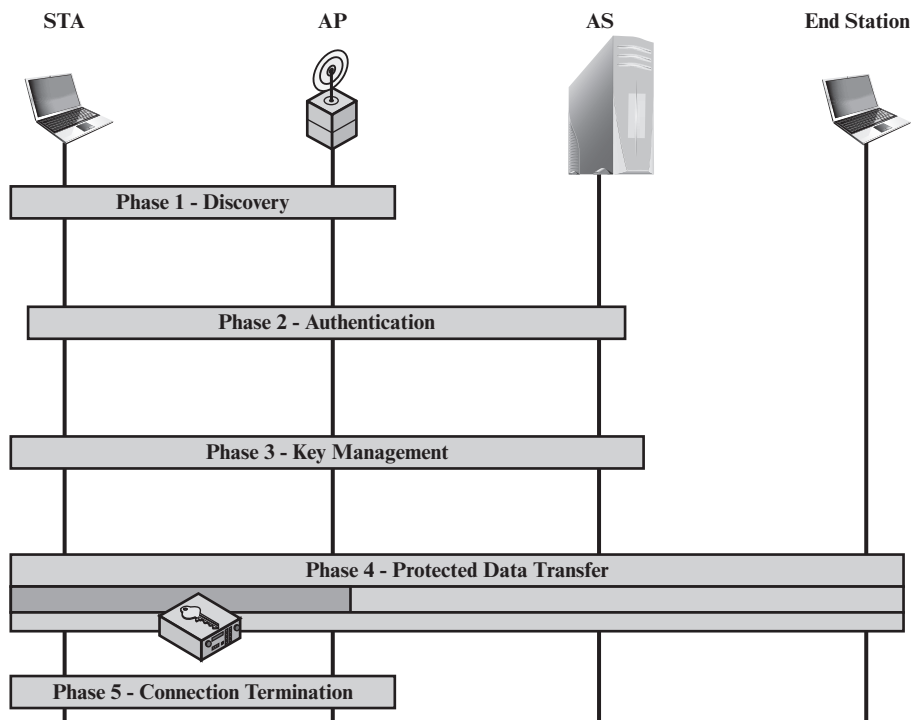 STA AP AS End Station
Phase 1 - Discovery
Phase 2 - Authentication
Phase 3 - Key Management
Phase 4 - Protected Data Transfer
Phase 5 - Connection Termination